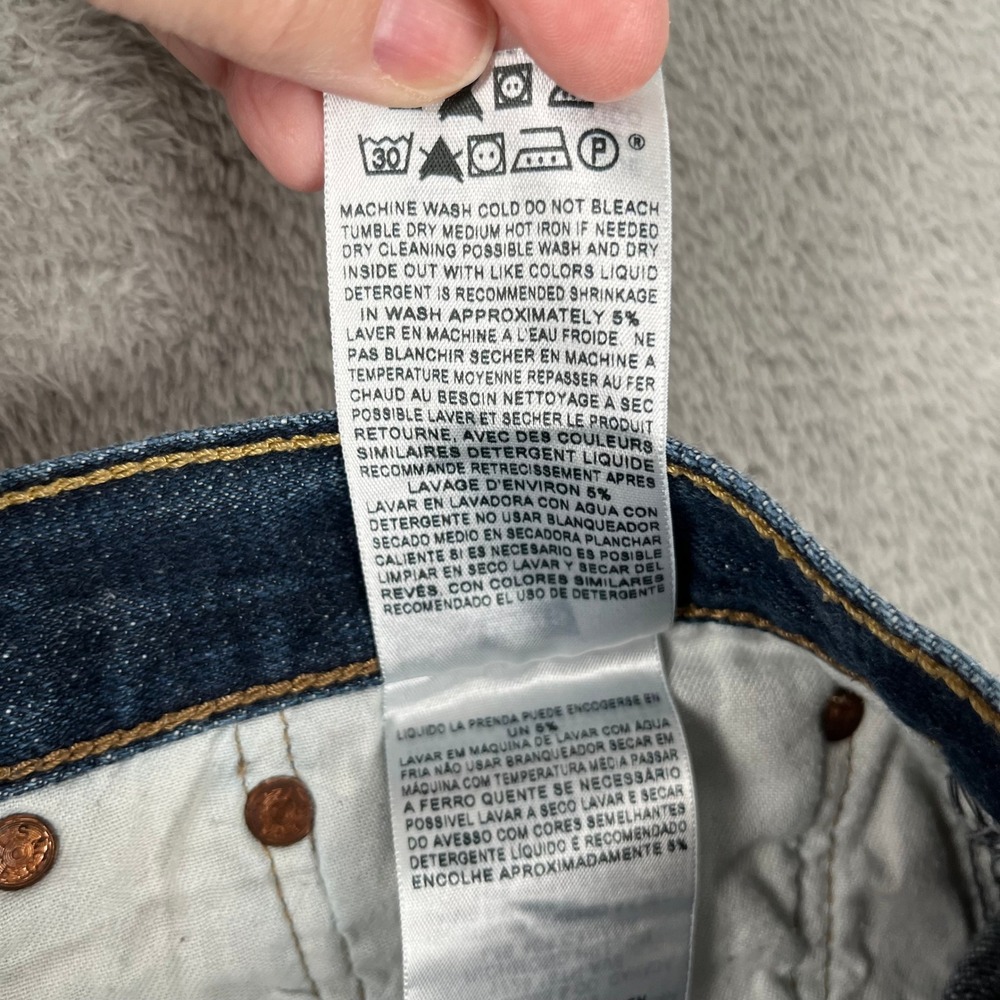 30 P ®
MACHINE WASH COLD DO NOT BLEACH
TUMBLE DRY MEDIUM HOT IRON IF NEEDED
DRY CLEANING POSSIBLE WASH AND DRY
INSIDE OUT WITH LIKE COLORS LIQUID
DETERGENT IS RECOMMENDED SHRINKAGE
IN WASH APPROXIMATELY 5%
LAVER EN MACHINE A L'EAU FROIDE NE
PAS BLANCHIR SECHER EN MACHINE A
TEMPERATURE MOYENNE REPASSER AU FER
CHAUD AU BESOIN NETTOYAGE A SEC
POSSIBLE LAVER ET SECHER LE PRODUIT
RETOURNE, AVEC DES COULEURS
SIMILAIRES DETERGENT LIQUIDE
RECOMMANDE RETRECISSEMENT APRES
LAVAGE D'ENVIRON 5%
LAVAR EN LAVADORA CON AGUA CON
DETERGENTE NO USAR BLANQUEADOR
SECADO MEDIO EN SECADORA PLANCHAR
CALIENTE SI ES NECESARIO ES POSIBLE
LIMPIAR EN SECO LAVAR Y SECAR DEL
REVÉS, CON COLORES SIMILARES
RECOMENDADO EL USO DE DETERGENTE
LIQUIDO LA PRENDA PUEDE ENCOGERSE EN
UN 5%
LAVAR EM MÁQUINA DE LAVAR COM AGUA
FRIA NÃO USAR BRANQUEADOR SECAR EM
MÁQUINA COM TEMPERATURA MEDIA PASSAR
A FERRO QUENTE SE NECESSÀRIO
POSSIVEL LAVAR A SECO LAVAR E SECAR
DO AVESSO COM CORES SEMELHANTES
DETERGENTE LÍQUIDO É RECOMENDADO
ENCOLHE APROXIMADAMENTE 5%